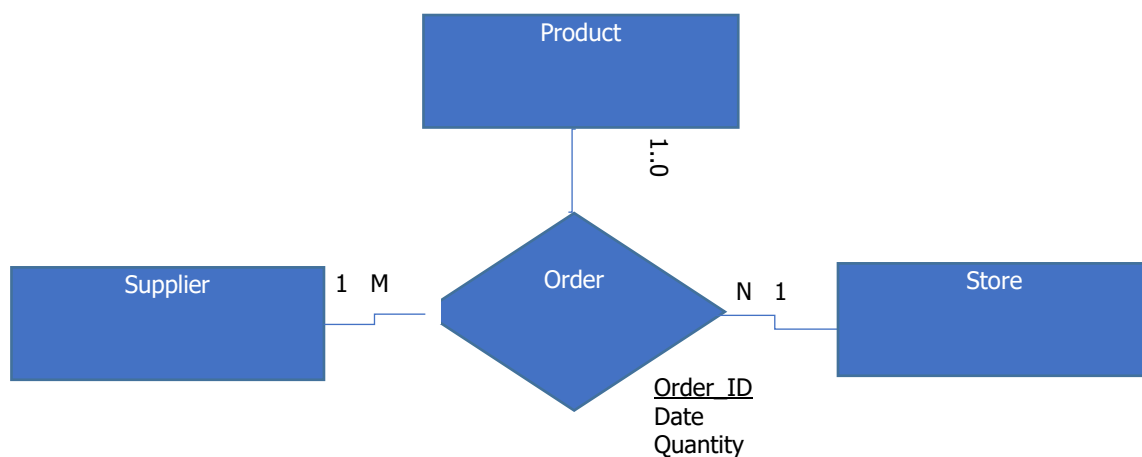 Product
1..0
Supplier
1 M
Order
N 1
Store
Order_ID
Date
Quantity